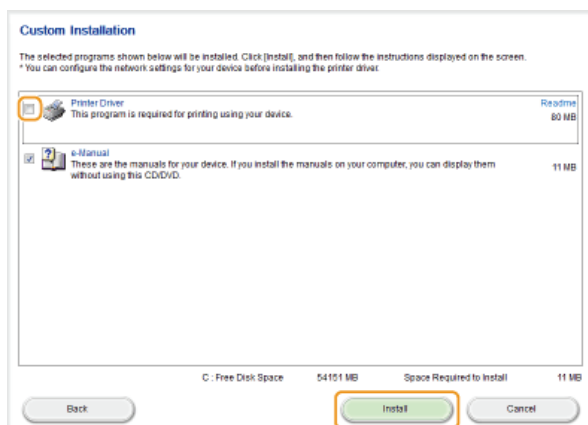 Custom Installation
The selected programs shown below will be installed. Click [Install], and then follow the instructions displayed on the screen.
* You can configure the network settings for your device before installing the printer driver.
Printer Driver
Readme
This program is required for printing using your device.
80 MB
e-Manual
These are the manuals for your device. If you install the manuals on your computer, you can display them
without using this CD/DVD.
11 MB
C : Free Disk Space 54151 MB Space Required to Install 11 MB
Back Install Cancel